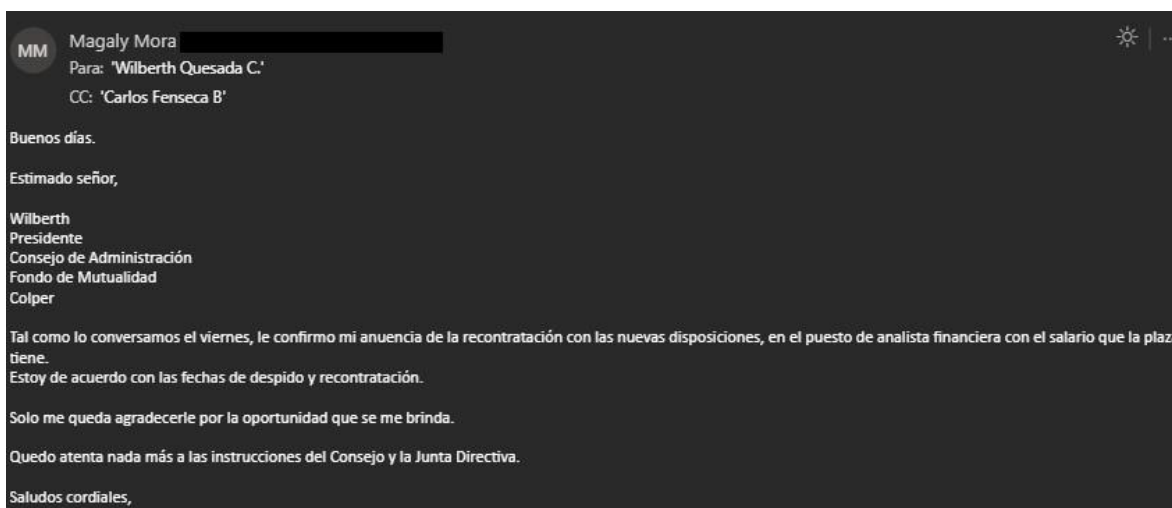 MM
Magaly Mora
Para: 'Wilberth Quesada C.'
CC: 'Carlos Fenseca B'
Buenos días.
Estimado señor,
Wilberth
Presidente
Consejo de Administración
Fondo de Mutualidad
Colper
Tal como lo conversamos el viernes, le confirmo mi anuencia de la recontratación con las nuevas disposiciones, en el puesto de analista financiera con el salario que la plaz
tiene.
Estoy de acuerdo con las fechas de despido y recontratación.
Solo me queda agradecerle por la oportunidad que se me brinda.
Quedo atenta nada más a las instrucciones del Consejo y la Junta Directiva.
Saludos cordiales,